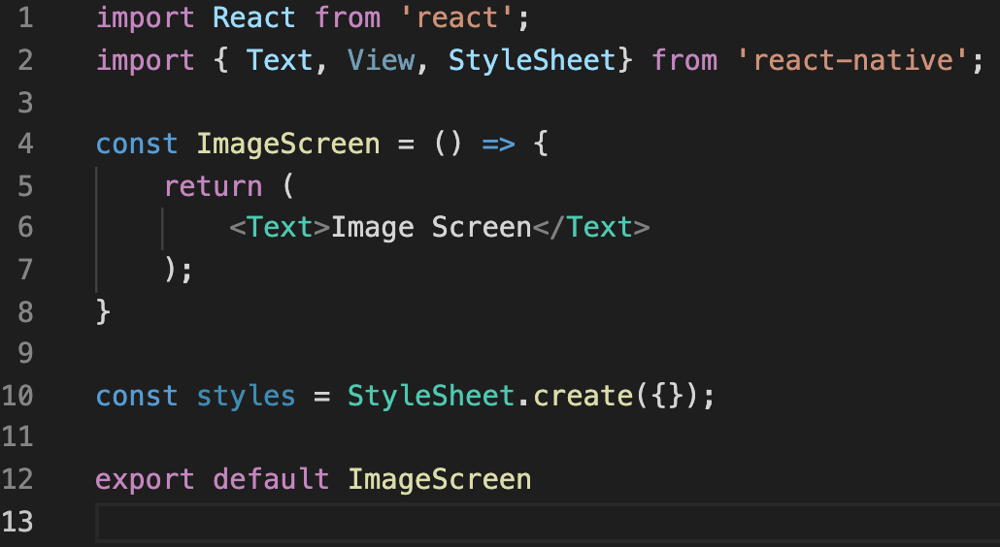 1 import React from 'react';
2 import { Text, View, StyleSheet} from 'react-native';
3
4 const ImageScreen = () => {
5 return (
6 <Text>Image Screen</Text>
7 );
8 }
9
10 const styles = StyleSheet.create({});
11
12 export default ImageScreen
13